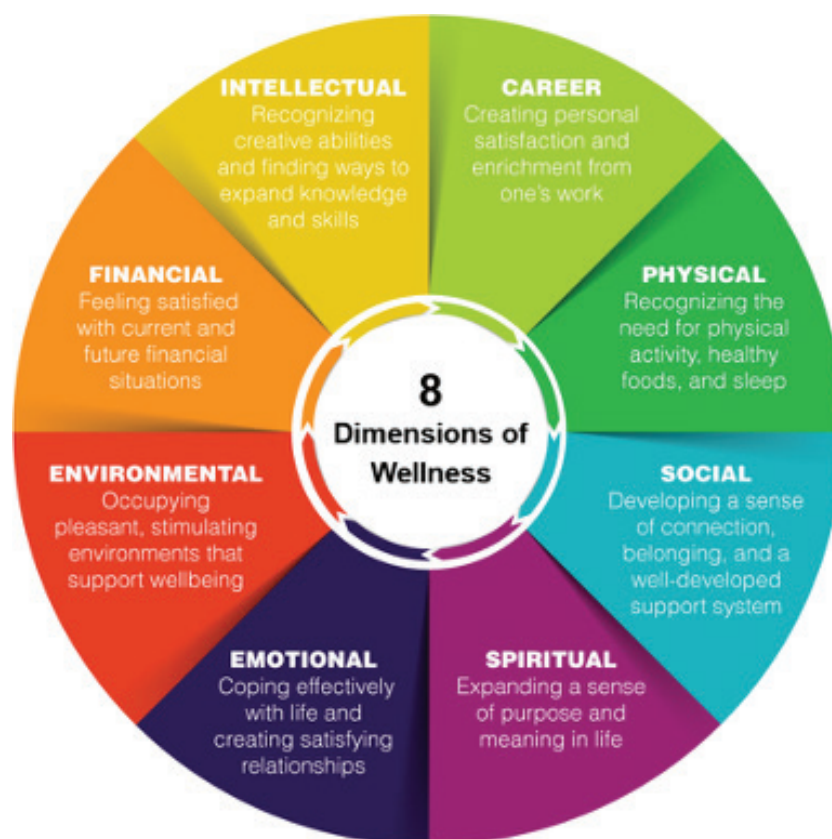 INTELLECTUAL
Recognizing
creative abilities
and finding ways to
expand knowledge
and skills
CAREER
Creating personal
satisfaction and
enrichment from
one's work
FINANCIAL
Feeling satisfied
with current and
future financial
situations
PHYSICAL
Recognizing the
need for physical
activity, healthy
foods, and sleep
8
Dimensions of
Wellness
ENVIRONMENTAL
Occupying
pleasant, stimulating
environments that
support wellbeing
SOCIAL
Developing a sense
of connection,
belonging, and a
well-developed
support system
EMOTIONAL
Coping effectively
with life and
creating satisfying
relationships
SPIRITUAL
Expanding a sense
of purpose and
meaning in life